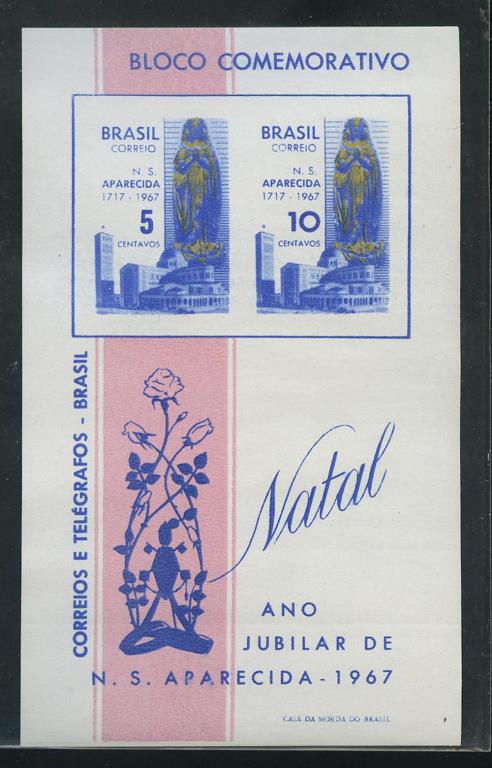 BLOCO COMEMORATIVO
BRASIL
CORREIO
N. S.
APARECIDA
1717 - 1967
5
CENTAVOS
BRASIL
CORREIO
N. S.
APARECIDA
1717 - 1967
10
CENTAVOS
CORREIOS E TELÉGRAFOS - BRASIL
Natal
ANO
JUBILAR DE
N. S. APARECIDA - 1967
CASA DA MOEDA DO BRASIL